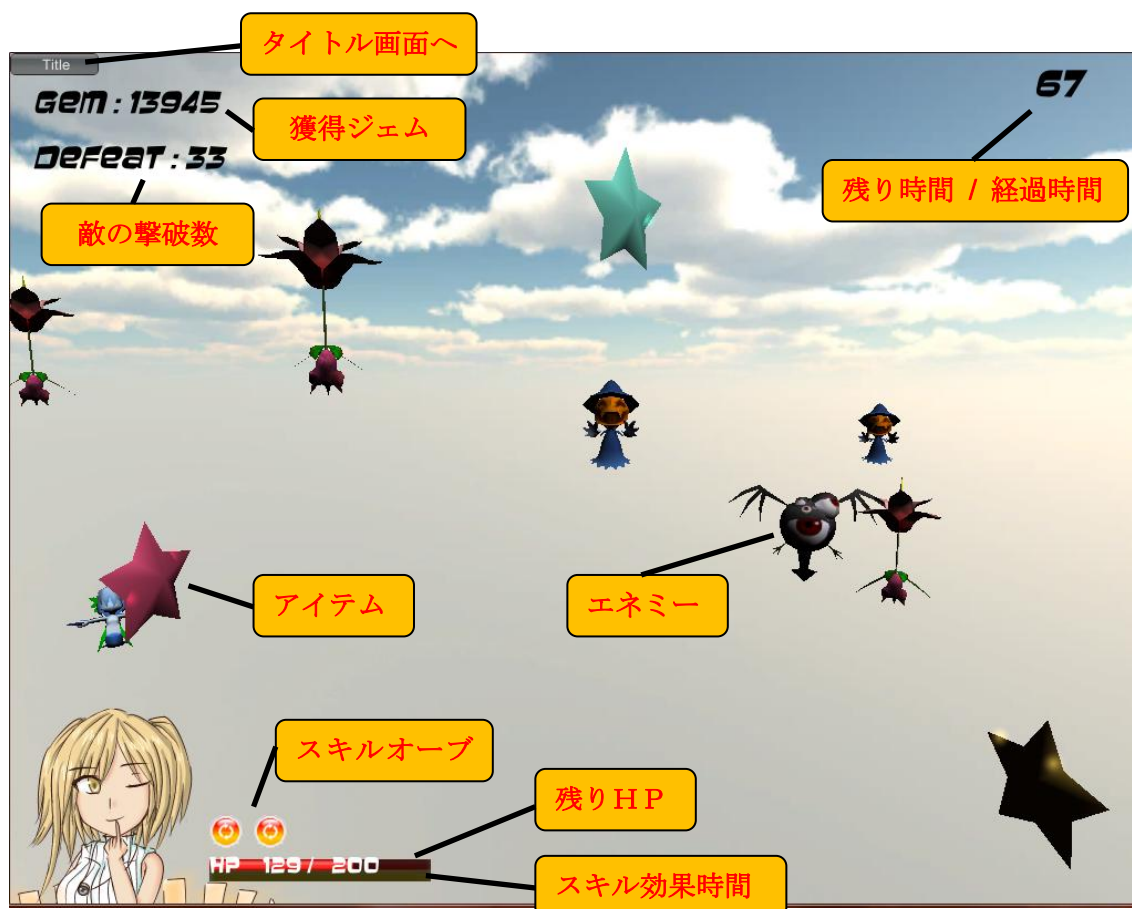 タイトル画面へ
Title
Gem : 13945
獲得ジェム
67
Defeat : 33
残り時間 / 経過時間
敵の撃破数
アイテム
エネミー
スキルオーブ
残りＨＰ
HP 129 / 200
スキル効果時間